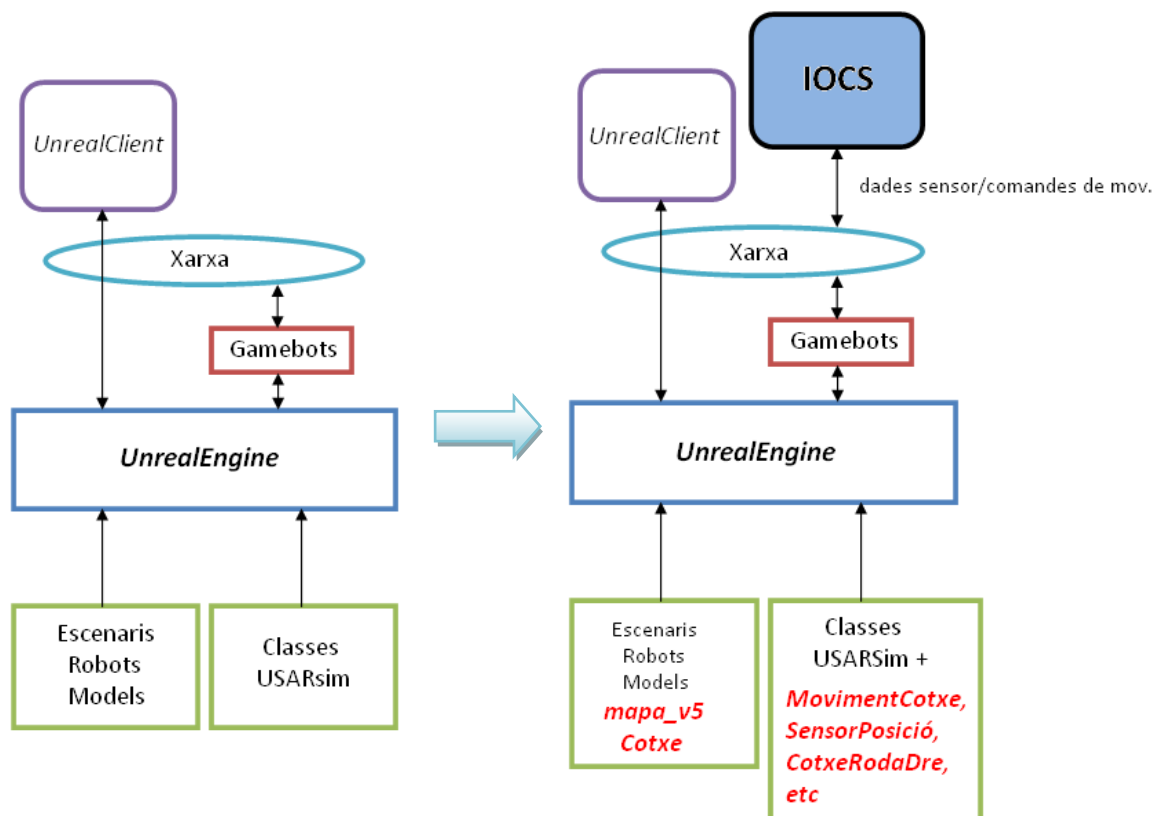 UnrealClient
Xarxa
Gamebots
UnrealEngine
Escenaris
Robots
Models
Classes
USARsim
IOCS
UnrealClient
dades sensor/comandes de mov.
Xarxa
Gamebots
UnrealEngine
Escenaris
Robots
Models
mapa_v5
Cotxe
Classes
USARSim +
MovimentCotxe,
SensorPosició,
CotxeRodaDre,
etc